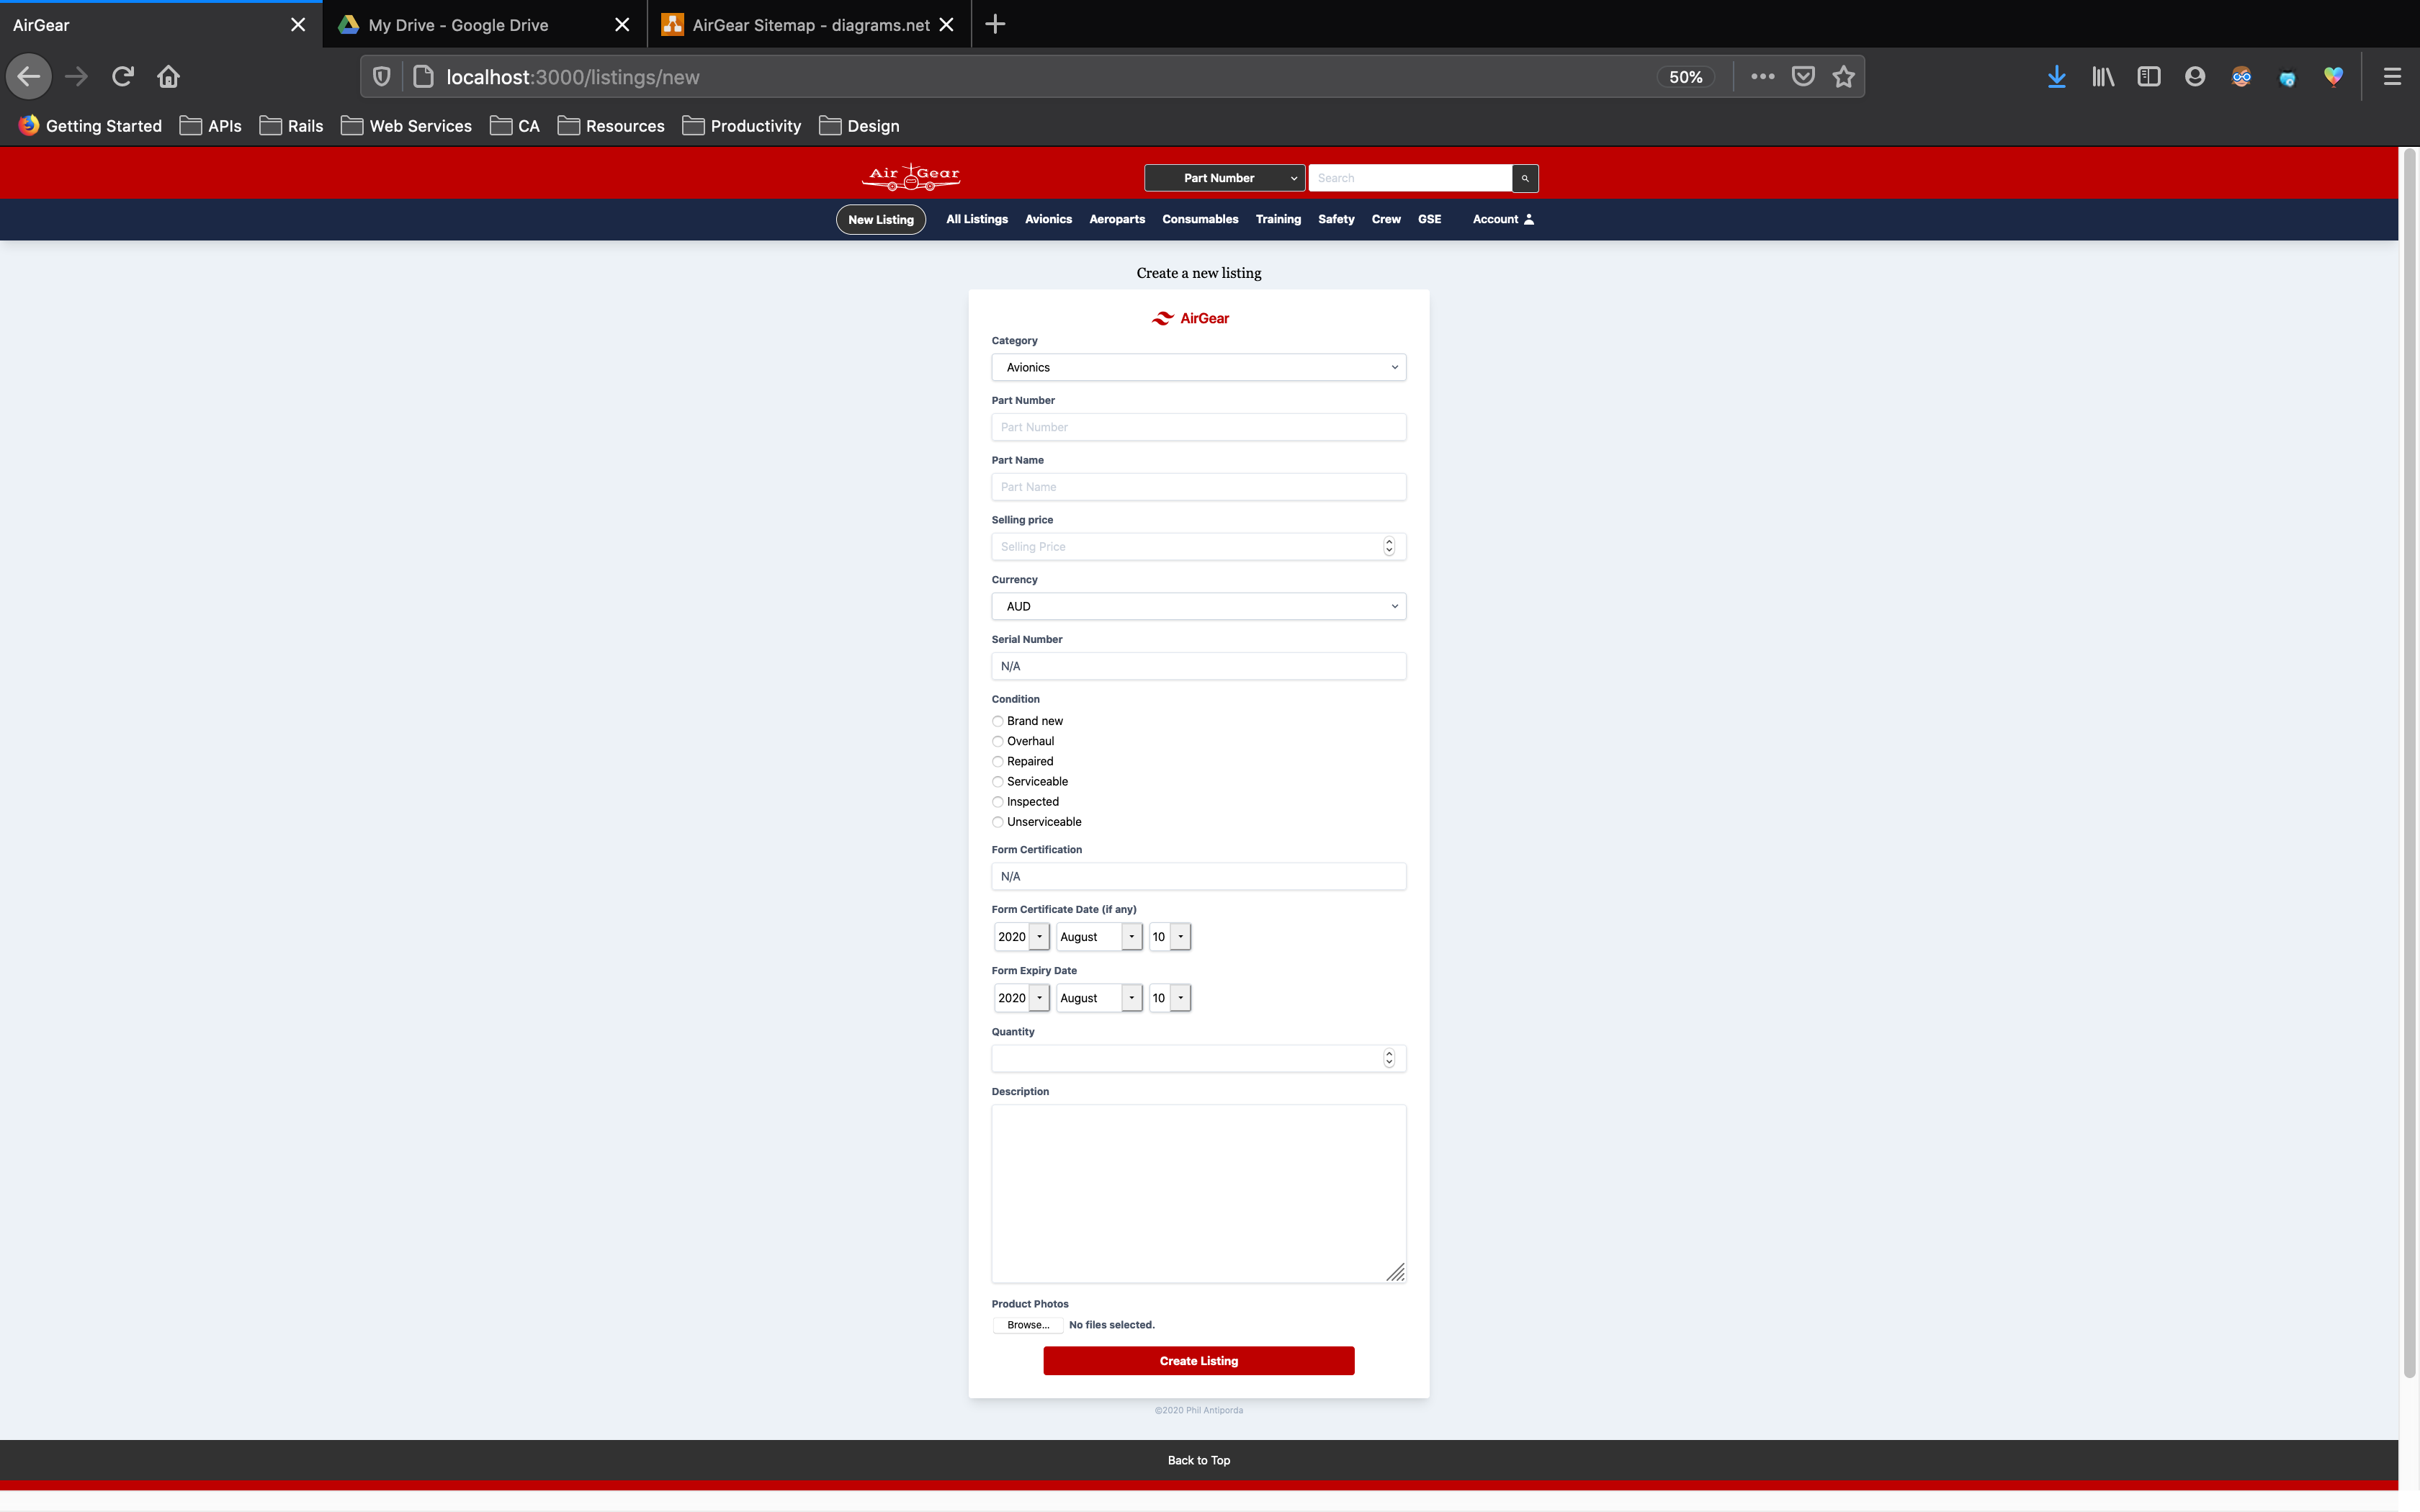 AirGear
My Drive - Google Drive
AirGear Sitemap - diagrams.net
localhost:3000/listings/new
50%
Getting Started APIs Rails Web Services CA Resources Productivity Design
Air Gear
Part Number
Search
New Listing All Listings Avionics Aeroparts Consumables Training Safety Crew GSE Account
Create a new listing
AirGear
Category
Avionics
Part Number
Part Number
Part Name
Part Name
Selling price
Selling Price
Currency
AUD
Serial Number
N/A
Condition
Brand new
Overhaul
Repaired
Serviceable
Inspected
Unserviceable
Form Certification
N/A
Form Certificate Date (if any)
2020 August 10
Form Expiry Date
2020 August 10
Quantity
Description
Product Photos
Browse... No files selected.
Create Listing
©2020 Phil Antiporda
Back to Top